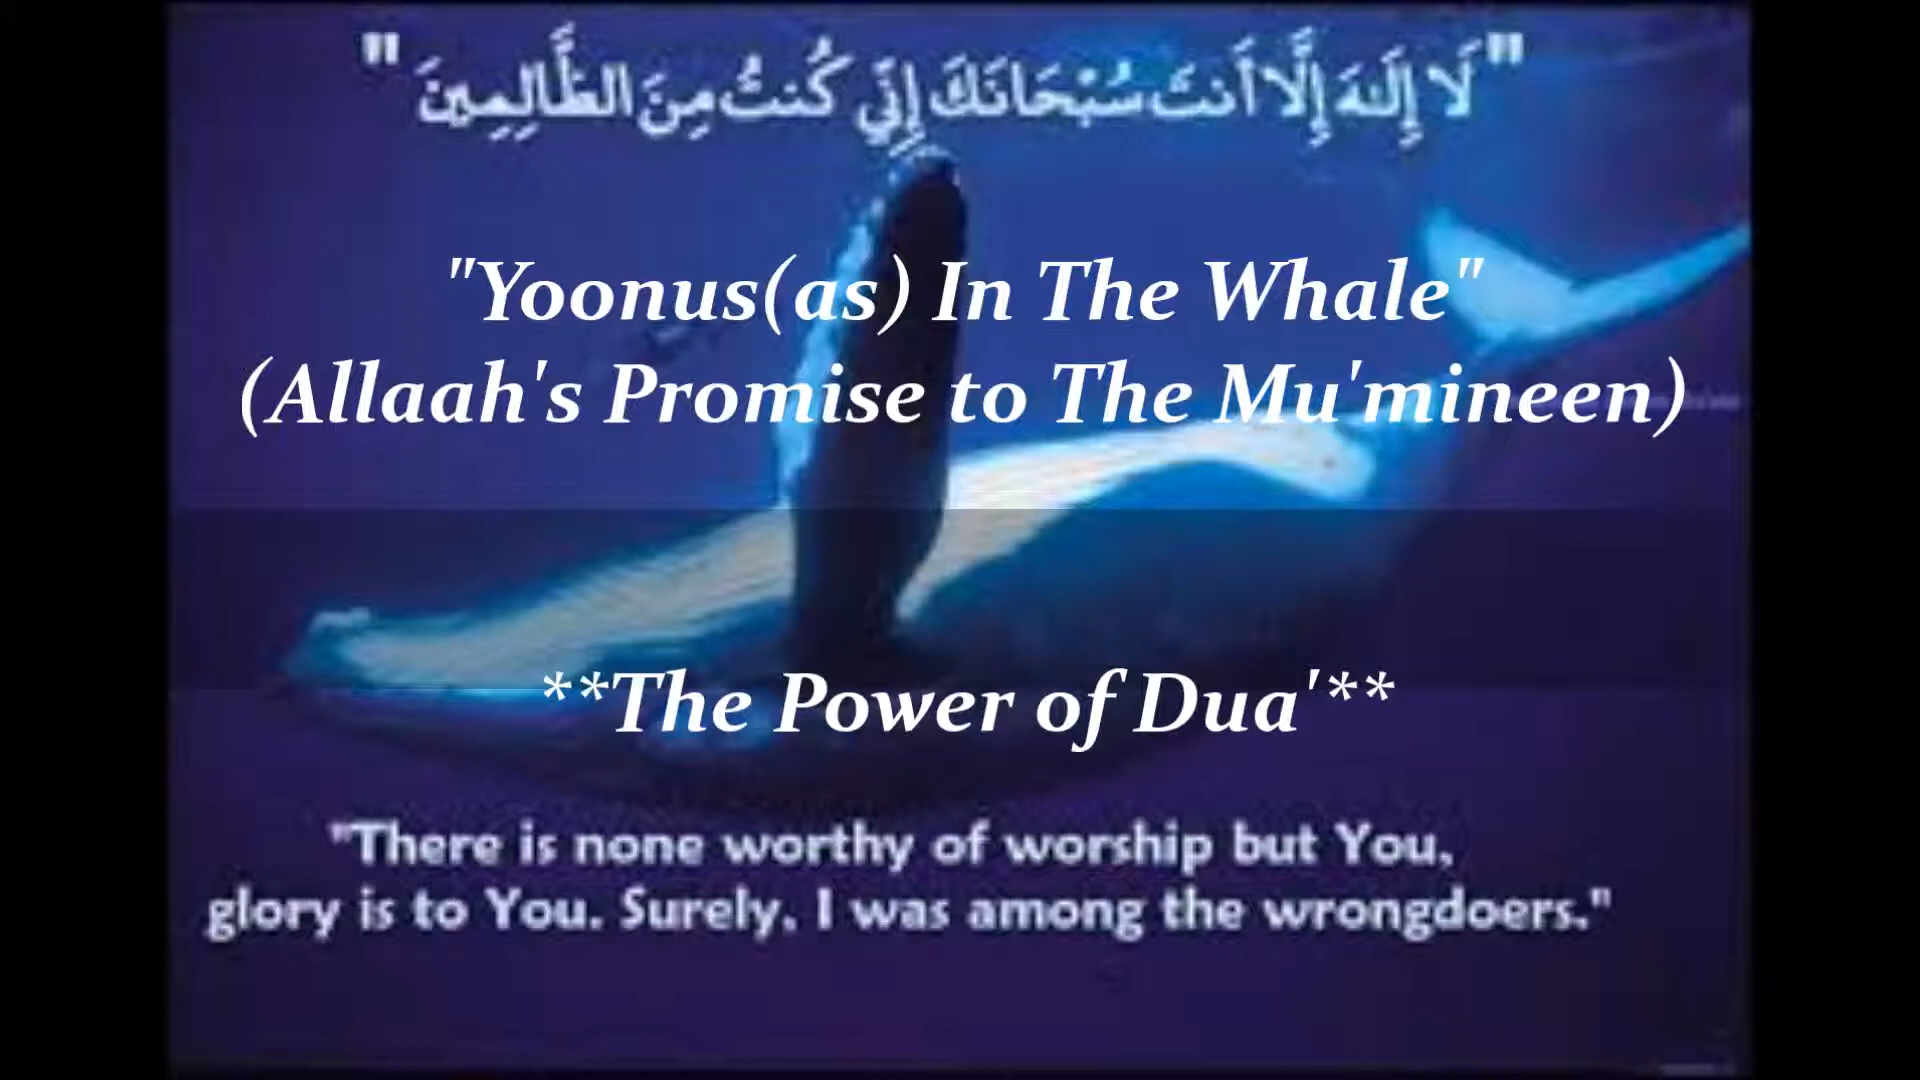 "لَا إِلَٰهَ إِلَّا أَنتَ سُبْحَانَكَ إِنِّي كُنتُ مِنَ الظَّالِمِينَ"
"Yoonus(as) In The Whale"
(Allaah's Promise to The Mu'mineen)
**The Power of Dua'**
"There is none worthy of worship but You,
glory is to You. Surely, I was among the wrongdoers."